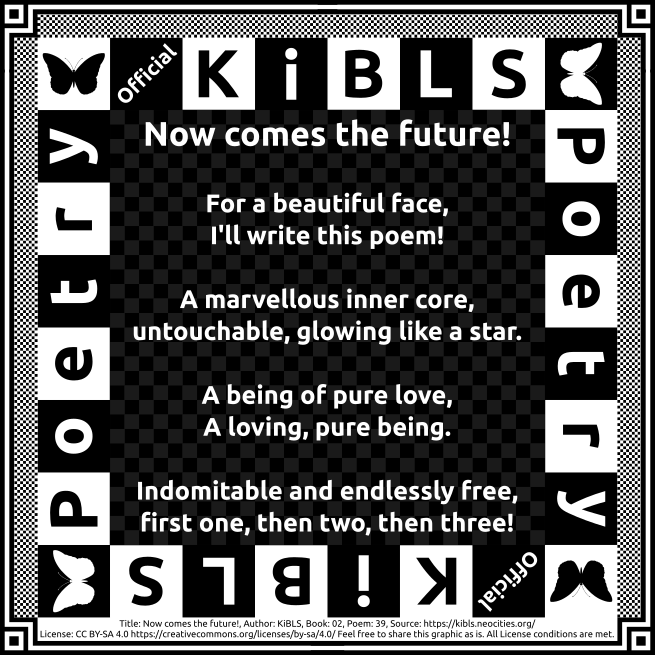 Official KiBLS
Poetry
Poetry
Now comes the future!
For a beautiful face,
I'll write this poem!
A marvellous inner core,
untouchable, glowing like a star.
A being of pure love,
A loving, pure being.
Indomitable and endlessly free,
first one, then two, then three!
Official KiBLS
Title: Now comes the future!, Author: KiBLS, Book: 02, Poem: 39, Source: https://kibls.neocities.org/
License: CC BY-SA 4.0 https://creativecommons.org/licenses/by-sa/4.0/ Feel free to share this graphic as is. All License conditions are met.